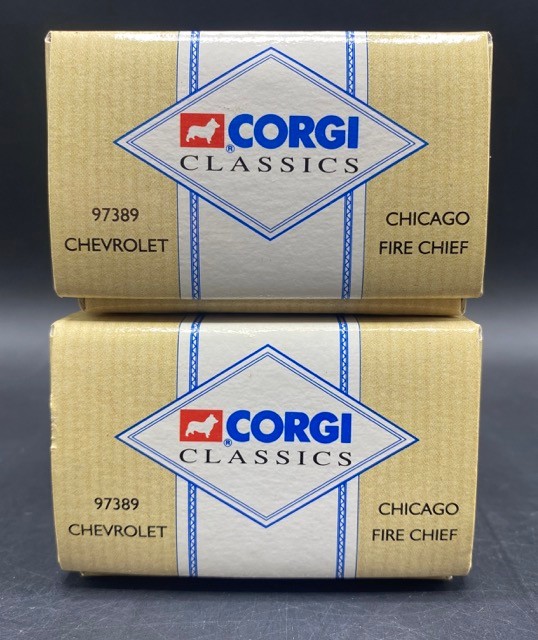 ® CORGI
CLASSICS
97389
CHEVROLET
CHICAGO
FIRE CHIEF
® CORGI
CLASSICS
97389
CHEVROLET
CHICAGO
FIRE CHIEF